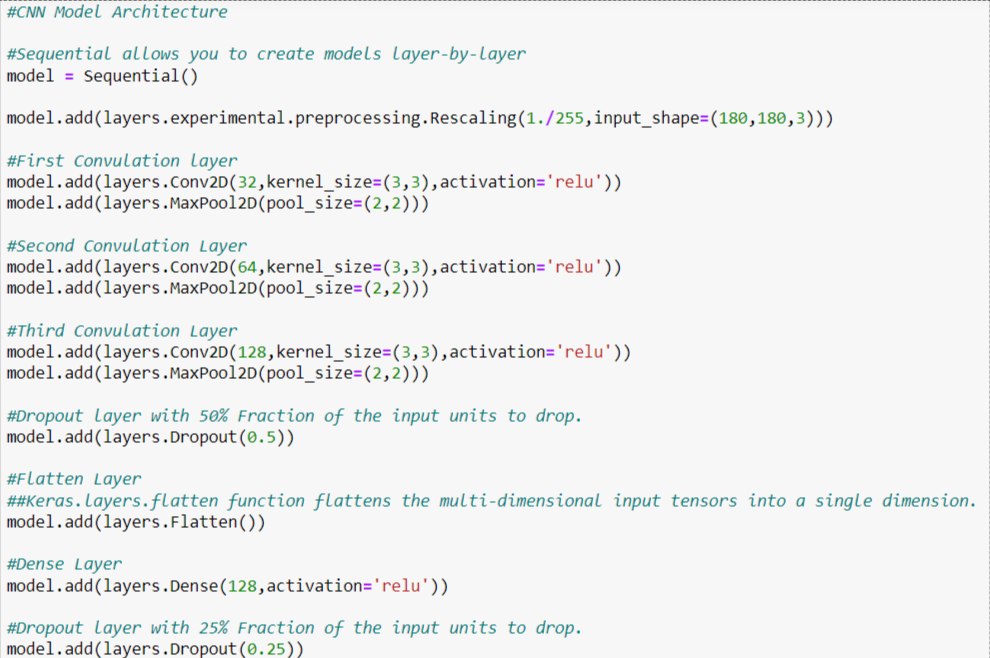 #CNN Model Architecture
#Sequential allows you to create models layer-by-layer
model = Sequential()
model.add(layers.experimental.preprocessing.Rescaling(1./255,input_shape=(180,180,3)))
#First Convulation layer
model.add(layers.Conv2D(32,kernel_size=(3,3),activation='relu'))
model.add(layers.MaxPool2D(pool_size=(2,2)))
#Second Convulation Layer
model.add(layers.Conv2D(64,kernel_size=(3,3),activation='relu'))
model.add(layers.MaxPool2D(pool_size=(2,2)))
#Third Convulation Layer
model.add(layers.Conv2D(128,kernel_size=(3,3),activation='relu'))
model.add(layers.MaxPool2D(pool_size=(2,2)))
#Dropout layer with 50% Fraction of the input units to drop.
model.add(layers.Dropout(0.5))
#Flatten Layer
##Keras.layers.flatten function flattens the multi-dimensional input tensors into a single dimension.
model.add(layers.Flatten())
#Dense Layer
model.add(layers.Dense(128,activation='relu'))
#Dropout layer with 25% Fraction of the input units to drop.
model.add(layers.Dropout(0.25))